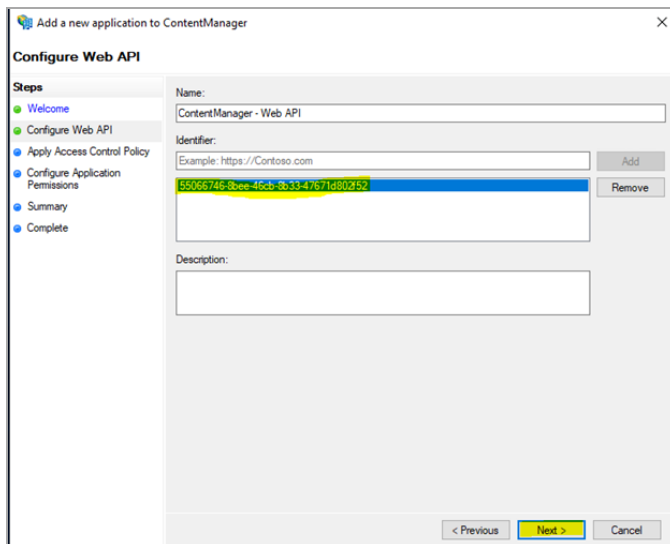 Add a new application to ContentManager
Configure Web API
Steps
Welcome
Configure Web API
Apply Access Control Policy
Configure Application
Permissions
Summary
Complete
Name:
ContentManager - Web API
Identifier:
Example: https://Contoso.com
Add
55066746-8bee-46cb-8b33-47671d802f52
Remove
Description:
< Previous
Next >
Cancel